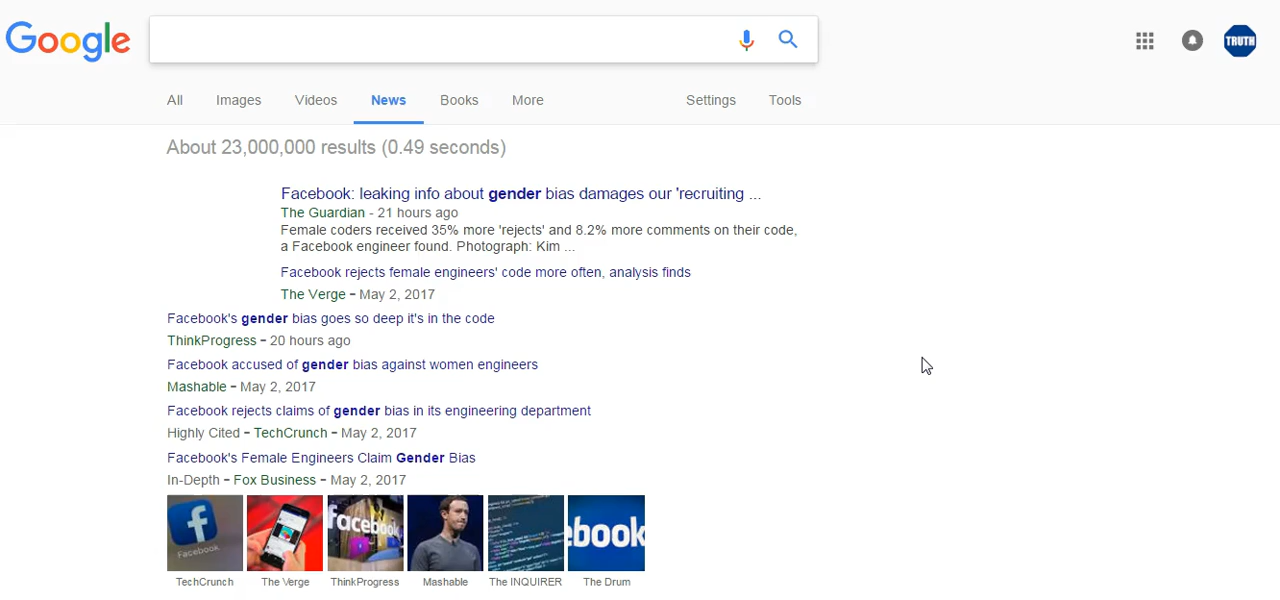 Google
TRUTH
All Images Videos News Books More Settings Tools
About 23,000,000 results (0.49 seconds)
Facebook: leaking info about gender bias damages our 'recruiting ...
The Guardian - 21 hours ago
Female coders received 35% more 'rejects' and 8.2% more comments on their code,
a Facebook engineer found. Photograph: Kim ...
Facebook rejects female engineers' code more often, analysis finds
The Verge - May 2, 2017
Facebook's gender bias goes so deep it's in the code
ThinkProgress - 20 hours ago
Facebook accused of gender bias against women engineers
Mashable - May 2, 2017
Facebook rejects claims of gender bias in its engineering department
Highly Cited - TechCrunch - May 2, 2017
Facebook's Female Engineers Claim Gender Bias
In-Depth - Fox Business - May 2, 2017
Facebook
facebook
ebook
TechCrunch The Verge ThinkProgress Mashable The INQUIRER The Drum